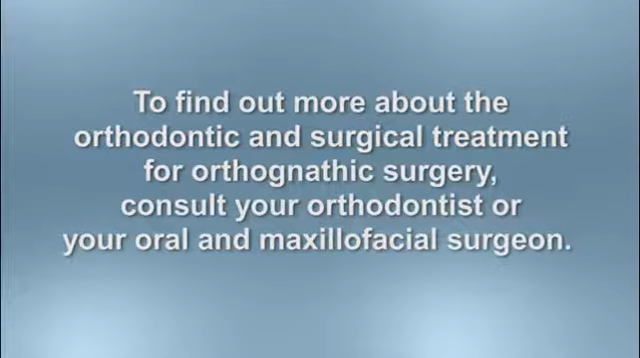 To find out more about the
orthodontic and surgical treatment
for orthognathic surgery,
consult your orthodontist or
your oral and maxillofacial surgeon.